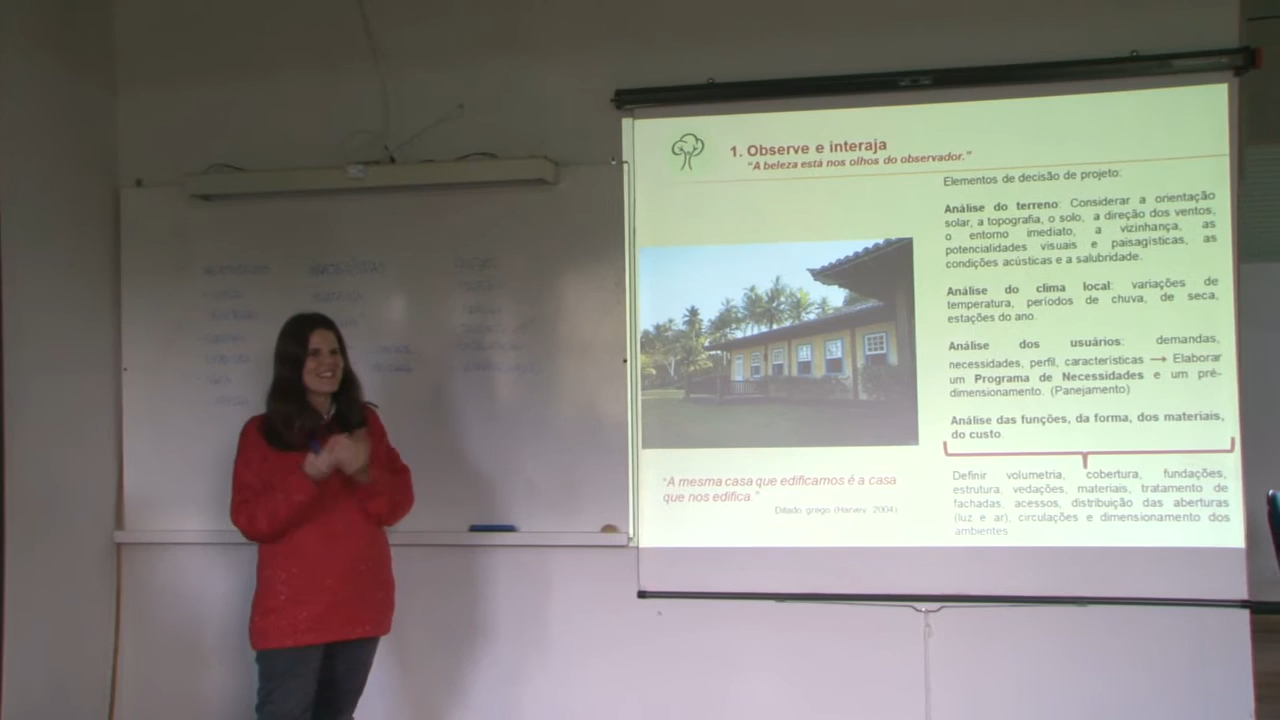 1. Observe e interaja
"A beleza está nos olhos do observador."
Elementos de decisão de projeto:
Análise do terreno: Considerar a orientação
solar, a topografia, o solo, a direção dos ventos,
o entorno imediato, a vizinhança, as
potencialidades visuais e paisagísticas, as
condições acústicas e a salubridade.
Análise do clima local: variações de
temperatura, períodos de chuva, de seca,
estações do ano.
Análise dos usuários: demandas,
necessidades, perfil, características → Elaborar
um Programa de Necessidades e um pré-
dimensionamento. (Panejamento)
Análise das funções, da forma, dos materiais,
do custo.
Definir volumetria, cobertura, fundações,
estrutura, vedações, materiais, tratamento de
fachadas, acessos, distribuição das aberturas
(luz e ar), circulações e dimensionamento dos
ambientes
"A mesma casa que edificamos é a casa
que nos edifica."
Ditado grego (Harvey, 2004)